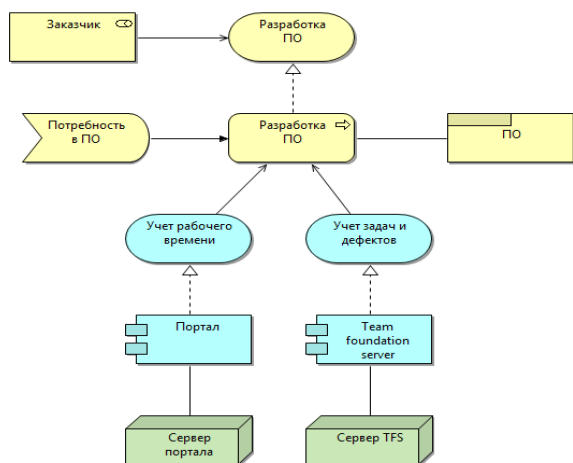 Заказчик
Разработка
ПО
Потребность
в ПО
Разработка
ПО
ПО
Учет рабочего
времени
Учет задач и
дефектов
Портал
Team
foundation
server
Сервер
портала
Сервер TFS